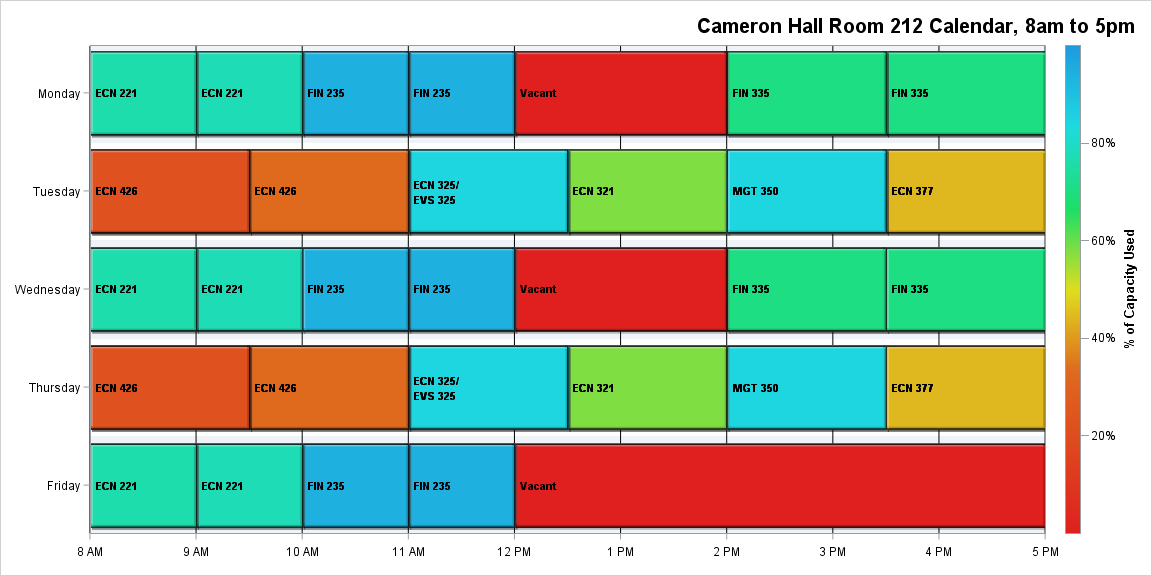 Cameron Hall Room 212 Calendar, 8am to 5pm
Monday
ECN 221
ECN 221
FIN 235
FIN 235
Vacant
FIN 335
FIN 335
Tuesday
ECN 426
ECN 426
ECN 325/
EVS 325
ECN 321
MGT 350
ECN 377
Wednesday
ECN 221
ECN 221
FIN 235
FIN 235
Vacant
FIN 335
FIN 335
Thursday
ECN 426
ECN 426
ECN 325/
EVS 325
ECN 321
MGT 350
ECN 377
Friday
ECN 221
ECN 221
FIN 235
FIN 235
Vacant
8 AM
9 AM
10 AM
11 AM
12 PM
1 PM
2 PM
3 PM
4 PM
5 PM
80%
60%
40%
20%
% of Capacity Used